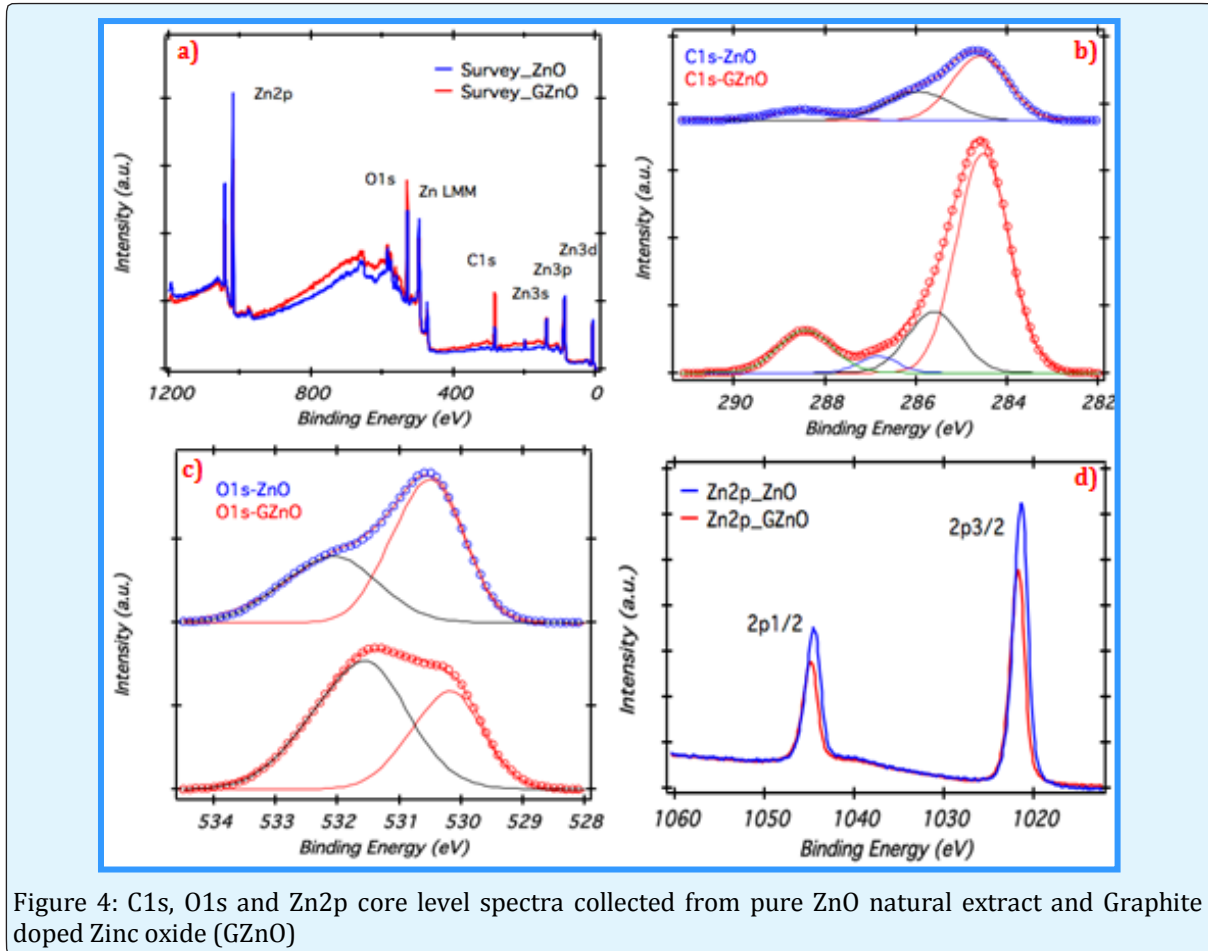 a)
Survey_ZnO
Survey_GZnO
Zn2p
O1s
Zn LMM
C1s
Zn3s
Zn3p
Zn3d
Intensity (a.u.)
1200
800
400
0
Binding Energy (eV)
b)
C1s-ZnO
C1s-GZnO
Intensity (a.u.)
290
288
286
284
282
Binding Energy (eV)
c)
O1s-ZnO
O1s-GZnO
Intensity (a.u.)
534
533
532
531
530
529
528
Binding Energy (eV)
d)
Zn2p_ZnO
Zn2p_GZnO
2p3/2
2p1/2
Intensity (a.u.)
1060
1050
1040
1030
1020
Binding Energy (eV)
Figure 4: C1s, O1s and Zn2p core level spectra collected from pure ZnO natural extract and Graphite
doped Zinc oxide (GZnO)